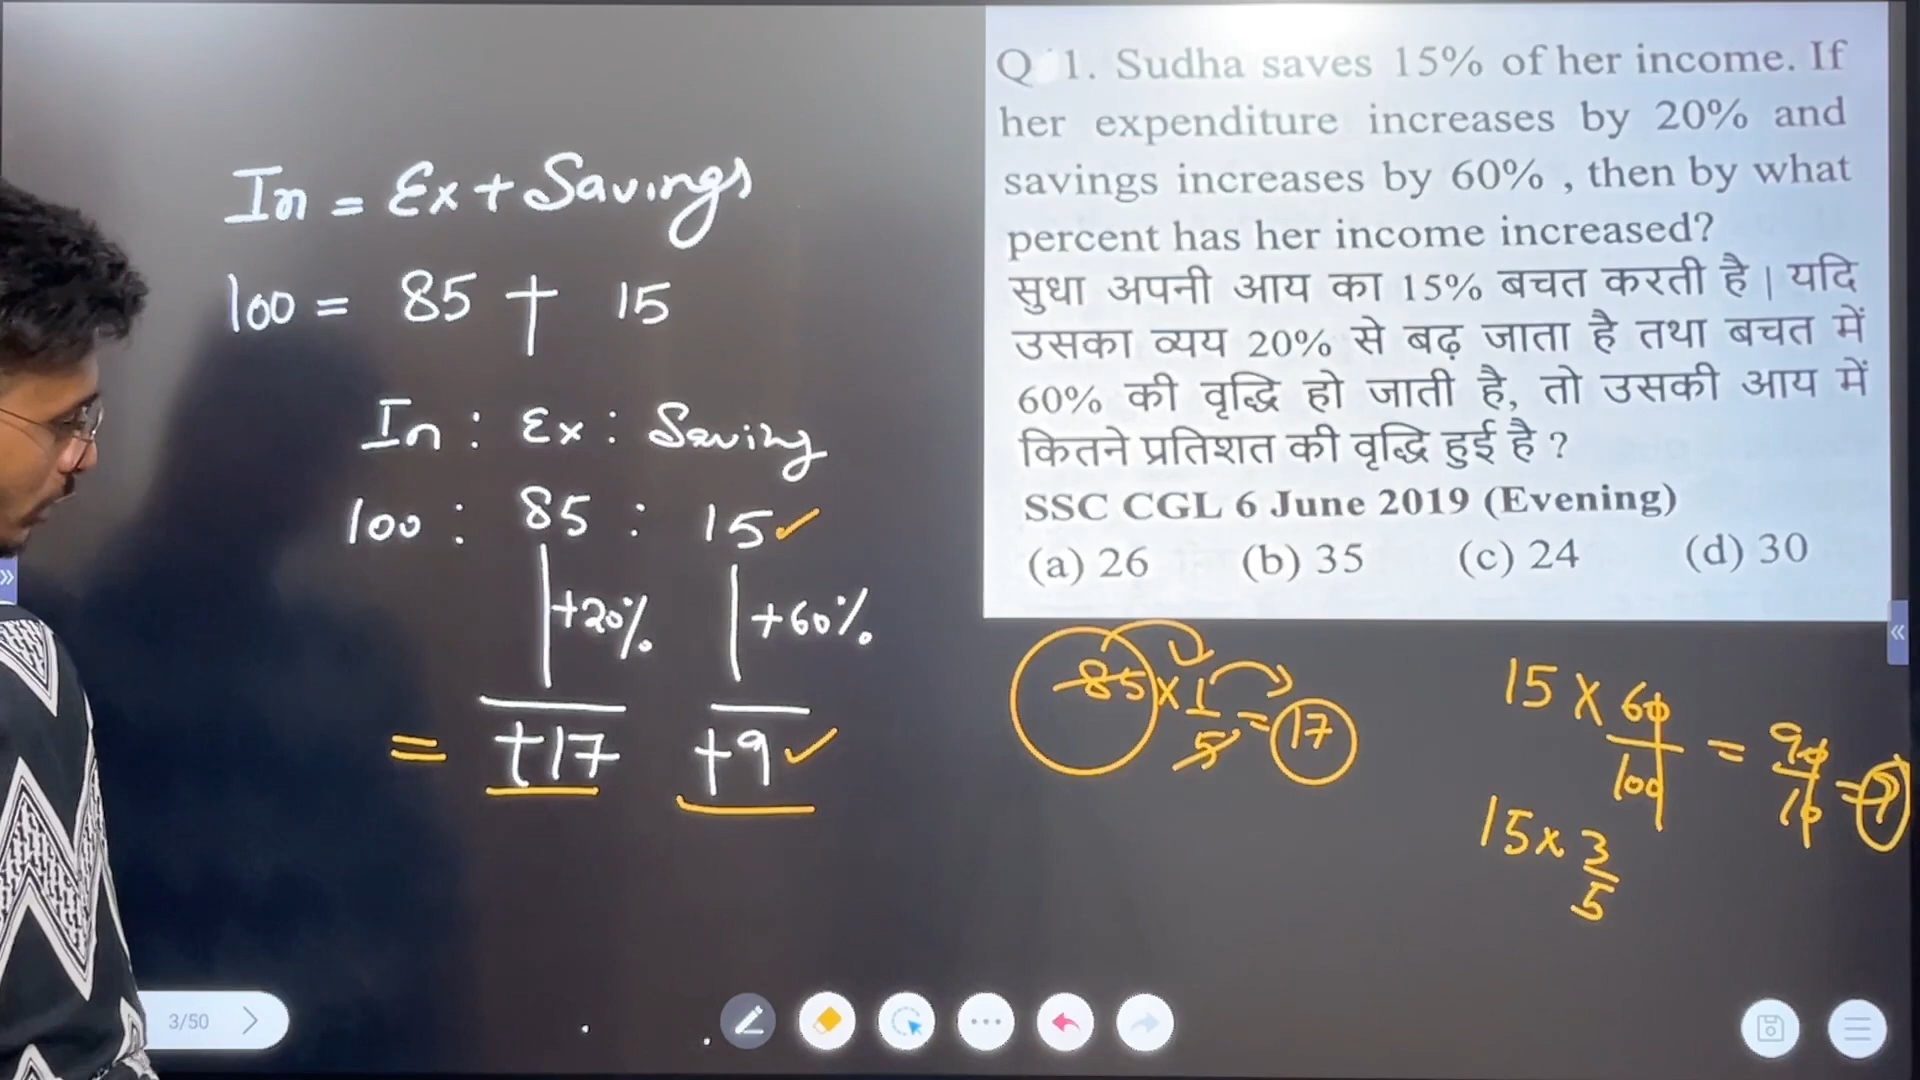 In = Ex + Savings
100 = 85 + 15
In : Ex : Saving
100 : 85 : 15 ✓
+20% +60%
= +17 +9 ✓
Q 1. Sudha saves 15% of her income. If
her expenditure increases by 20% and
savings increases by 60% , then by what
percent has her income increased?
सुधा अपनी आय का 15% बचत करती है | यदि
उसका व्यय 20% से बढ़ जाता है तथा बचत में
60% की वृद्धि हो जाती है, तो उसकी आय में
कितने प्रतिशत की वृद्धि हुई है ?
SSC CGL 6 June 2019 (Evening)
(a) 26 (b) 35 (c) 24 (d) 30
85 × 1/5 = 17
15 × 60/100 = 90/10 = 9
15 × 3/5
3/50